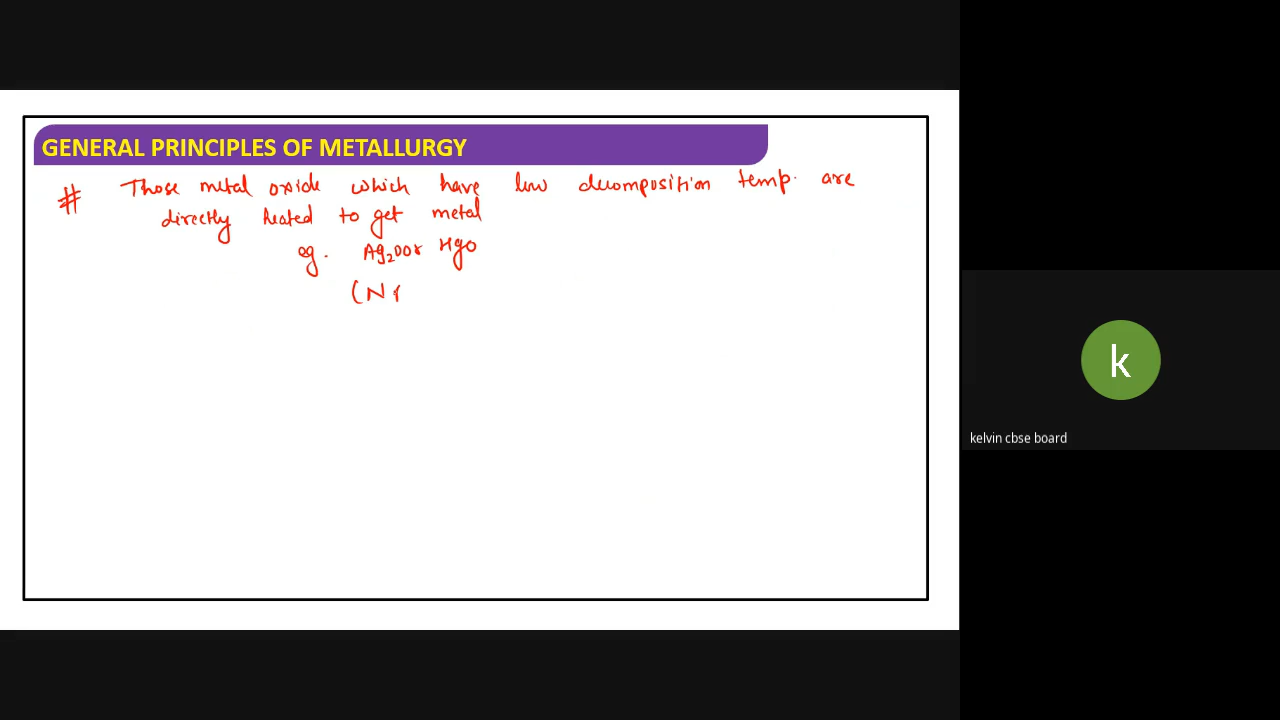 GENERAL PRINCIPLES OF METALLURGY
# Those metal oxide which have low decomposition temp. are
directly heated to get metal
eg. Ag₂O or HgO
(N
k
kelvin cbse board